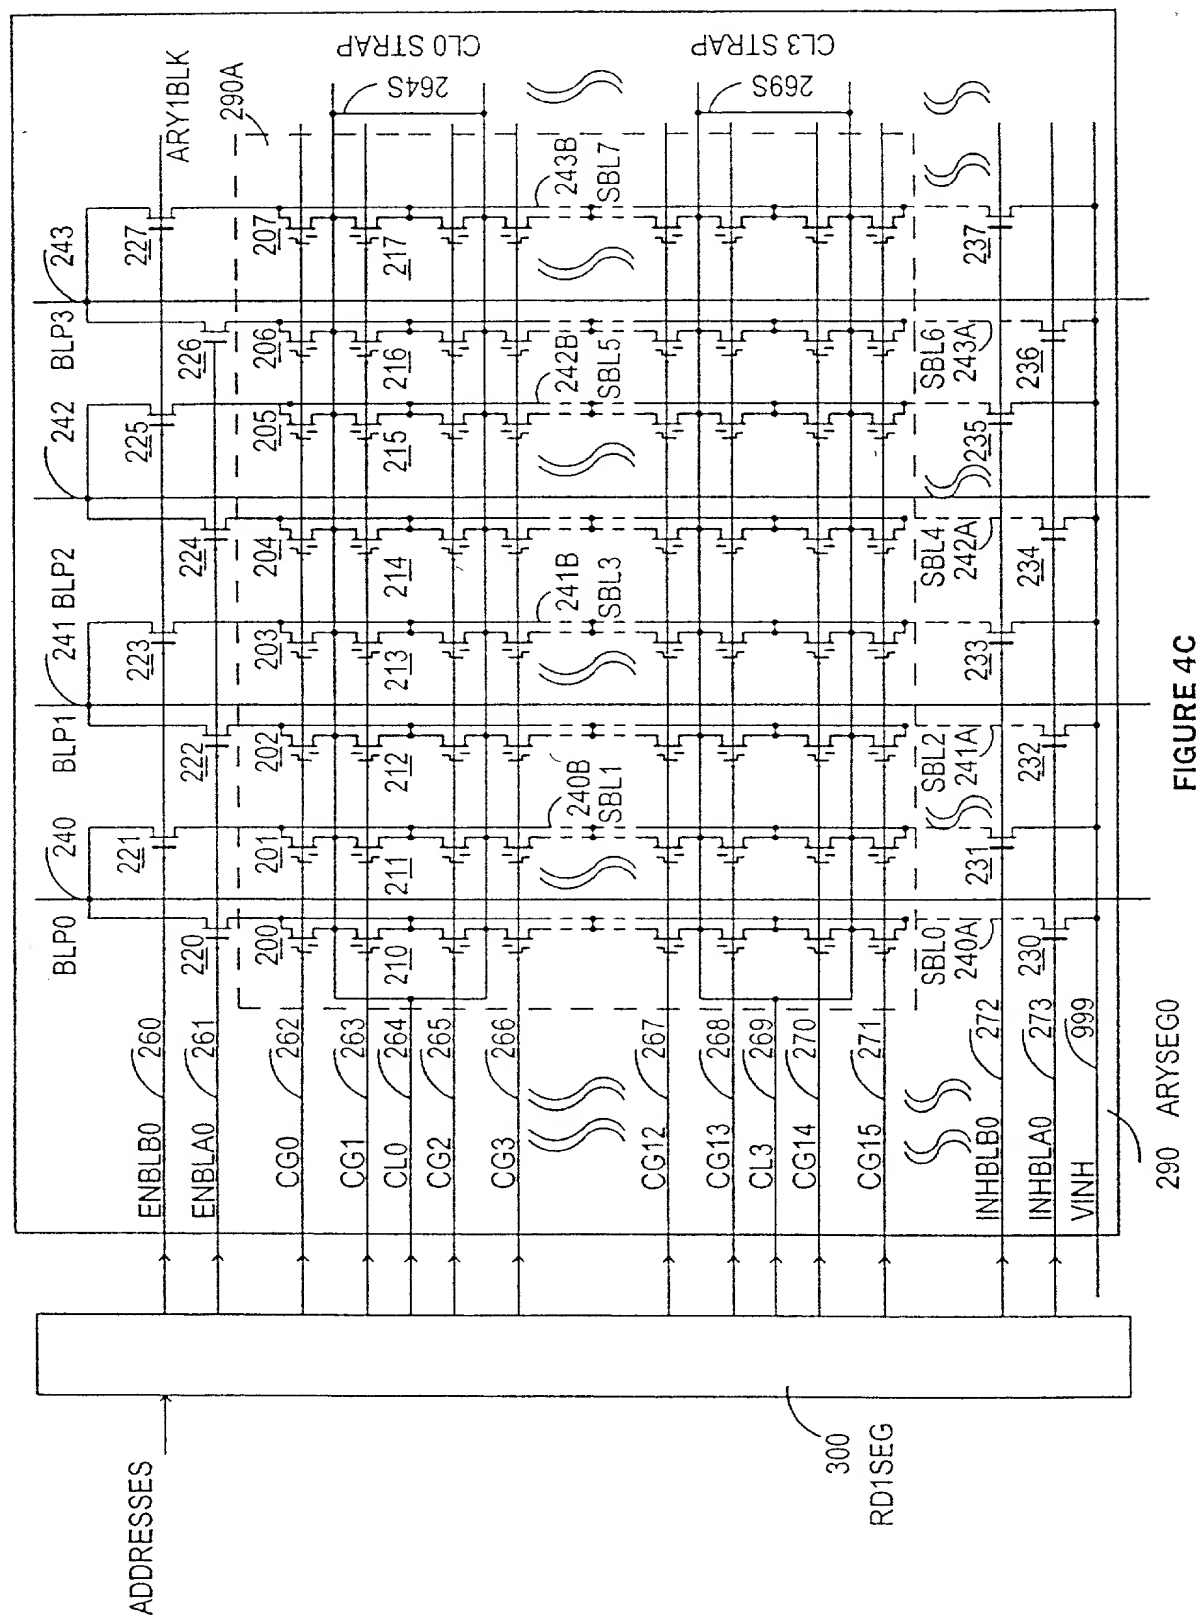 ADDRESSES
300
RD1SEG
ENBLB0 260
ENBLA0 261
CG0 262
CG1 263
CL0 264
CG2 265
CG3 266
CG12 267
CG13 268
CL3 269
CG14 270
CG15 271
INHBLB0 272
INHBLA0 273
VINH 999
290 ARYSEG0
BLP0 240
BLP1 241
BLP2 242
BLP3 243
ARY1BLK
290A
220 221 222 223 224 225 226 227
200 201 202 203 204 205 206 207
210 211 212 213 214 215 216 217
240B
SBL1
241B
SBL3
242B
SBL5
243B
SBL7
SBL0
240A
SBL2
241A
SBL4
242A
SBL6
243A
230 231 232 233 234 235 236 237
264S
CL0 STRAP
269S
CL3 STRAP
FIGURE 4C